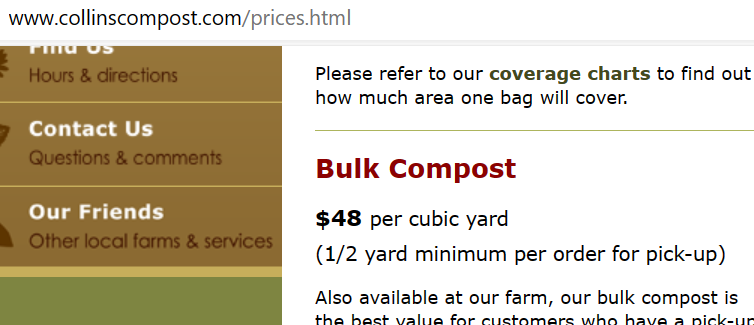 www.collinscompost.com/prices.html
Find Us
Hours & directions
Contact Us
Questions & comments
Our Friends
Other local farms & services
Please refer to our coverage charts to find out
how much area one bag will cover.
Bulk Compost
$48 per cubic yard
(1/2 yard minimum per order for pick-up)
Also available at our farm, our bulk compost is
the best value for customers who have a pick-up